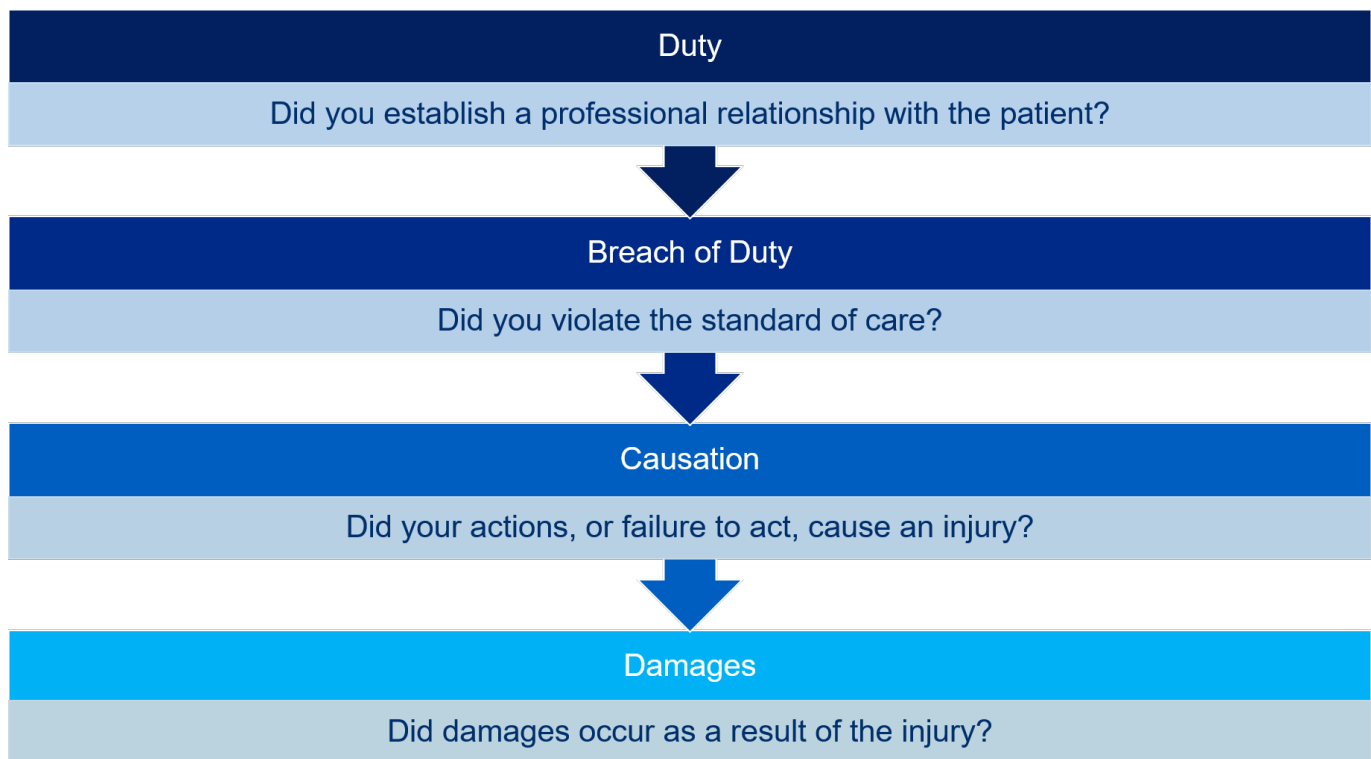 Duty
Did you establish a professional relationship with the patient?
Breach of Duty
Did you violate the standard of care?
Causation
Did your actions, or failure to act, cause an injury?
Damages
Did damages occur as a result of the injury?